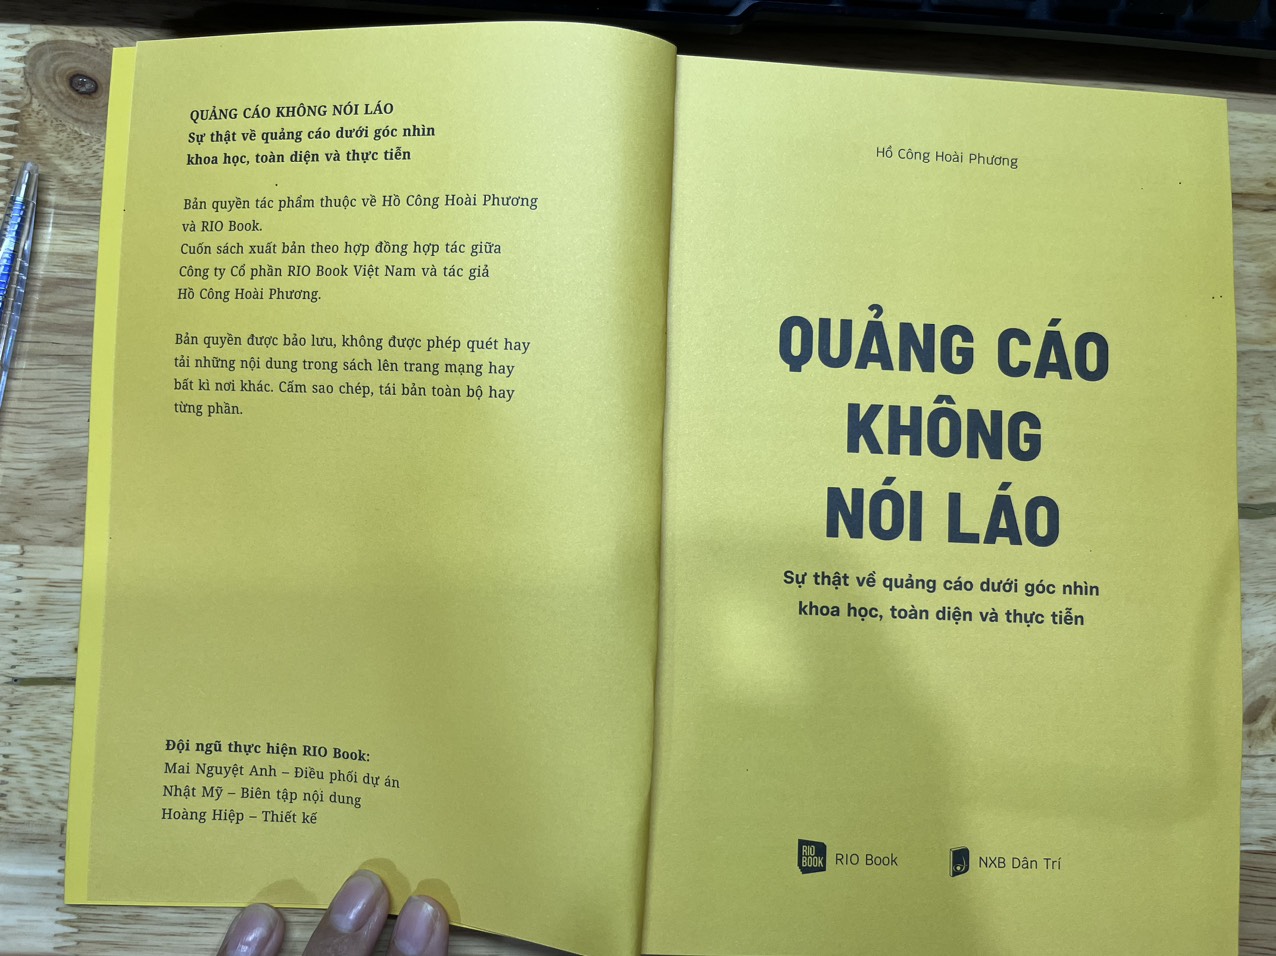 QUẢNG CÁO KHÔNG NÓI LÁO
Sự thật về quảng cáo dưới góc nhìn
khoa học, toàn diện và thực tiễn
Bản quyền tác phẩm thuộc về Hồ Công Hoài Phương
và RIO Book.
Cuốn sách xuất bản theo hợp đồng hợp tác giữa
Công ty Cổ phần RIO Book Việt Nam và tác giả
Hồ Công Hoài Phương.
Bản quyền được bảo lưu, không được phép quét hay
tải những nội dung trong sách lên trang mạng hay
bất kì nơi khác. Cấm sao chép, tái bản toàn bộ hay
từng phần.
Đội ngũ thực hiện RIO Book:
Mai Nguyệt Anh – Điều phối dự án
Nhật Mỹ – Biên tập nội dung
Hoàng Hiệp – Thiết kế
Hồ Công Hoài Phương
QUẢNG CÁO
KHÔNG
NÓI LÁO
Sự thật về quảng cáo dưới góc nhìn
khoa học, toàn diện và thực tiễn
RIO
BOOK
RIO Book
NXB Dân Trí